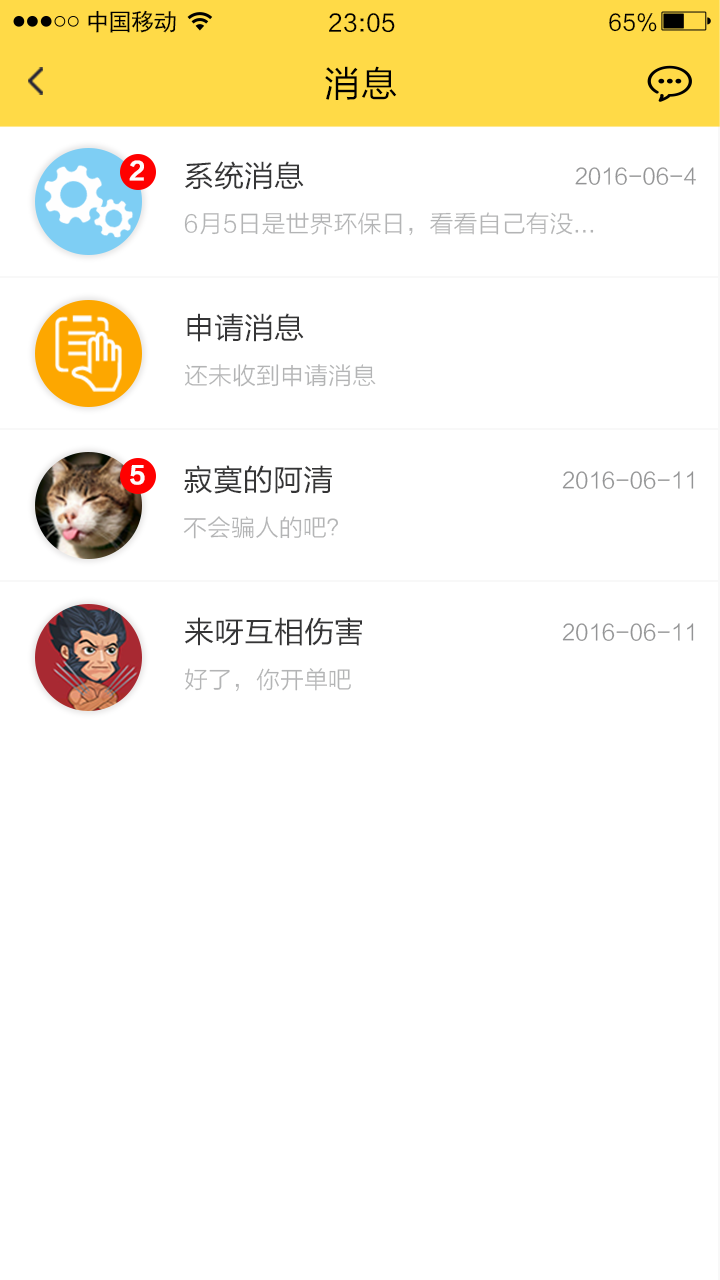 中国移动 23:05 65%
消息
2
系统消息 2016-06-4
6月5日是世界环保日，看看自己有没...
申请消息
还未收到申请消息
5
寂寞的阿清 2016-06-11
不会骗人的吧?
来呀互相伤害 2016-06-11
好了，你开单吧